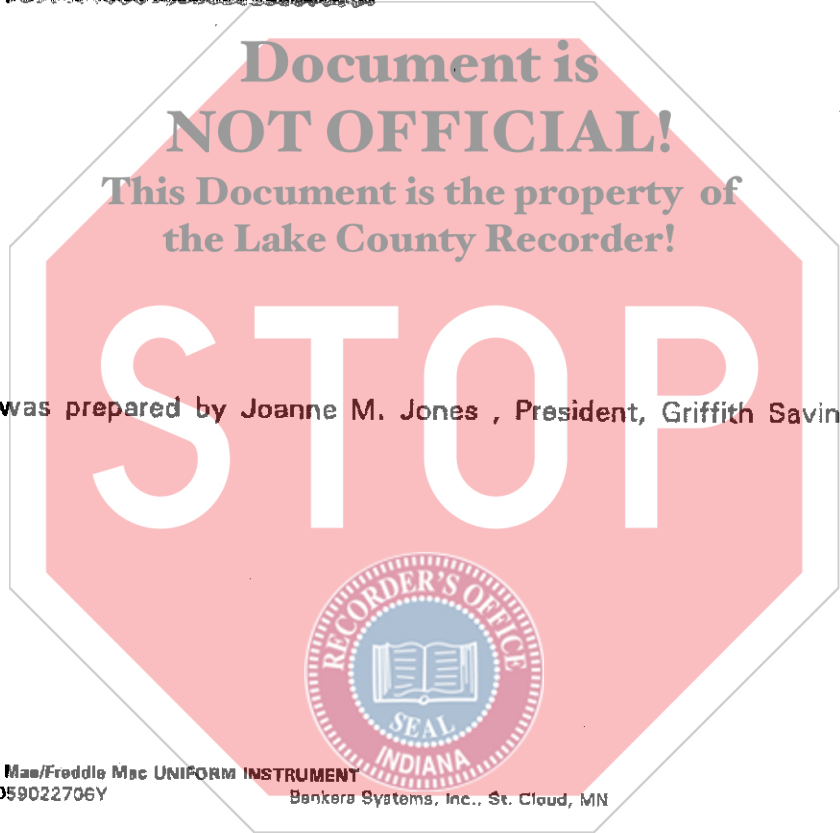 Document is
NOT OFFICIAL!
This Document is the property of
the Lake County Recorder!
STOP
was prepared by Joanne M. Jones , President, Griffith Savin
RECORDER'S OFFICE
SEAL
INDIANA
Mae/Freddie Mac UNIFORM INSTRUMENT
059022706Y
Bankers Systems, Inc., St. Cloud, MN